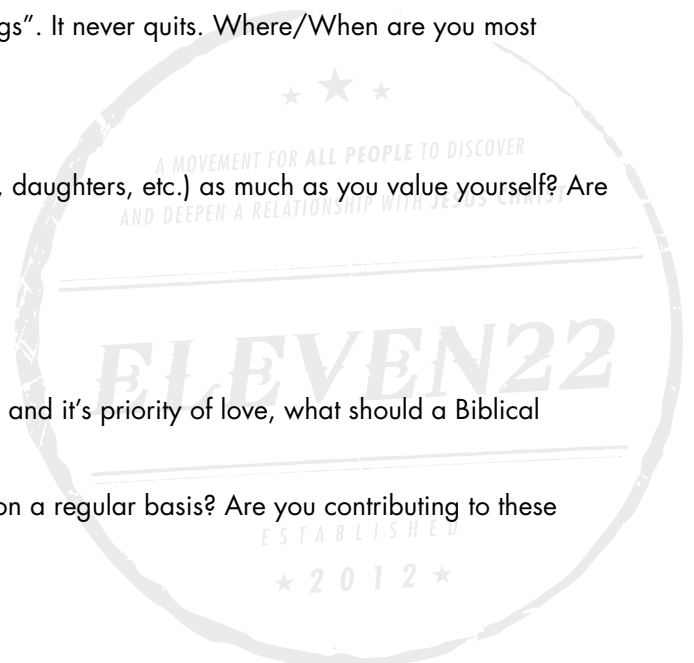 gs”. It never quits. Where/When are you most
★ ★ ★
A MOVEMENT FOR ALL PEOPLE TO DISCOVER
, daughters, etc.) as much as you value yourself? Are
AND DEEPEN A RELATIONSHIP WITH JESUS CHRIST
ELEVEN22
and it’s priority of love, what should a Biblical
on a regular basis? Are you contributing to these
ESTABLISHED
★ 2012 ★